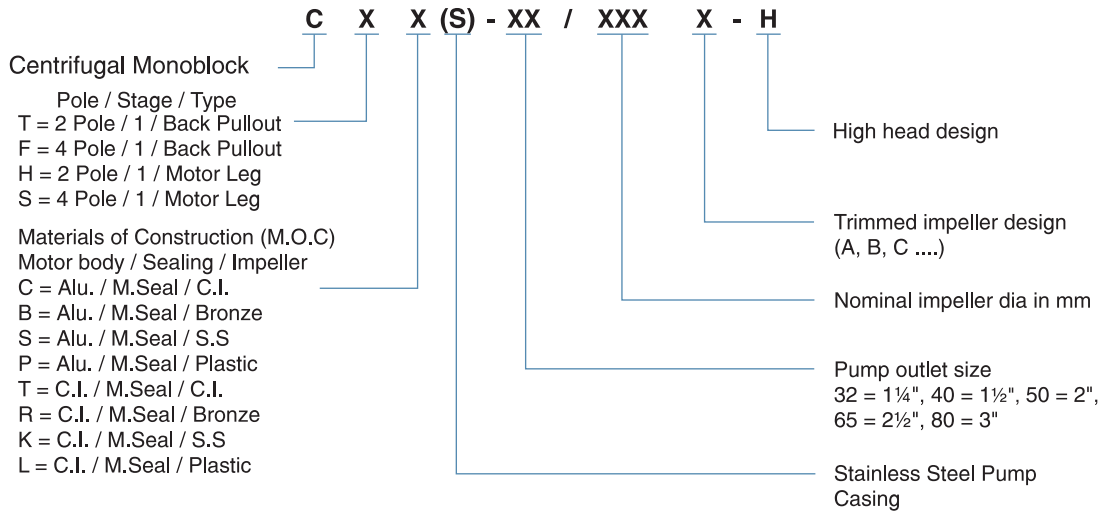 C X X (S) - XX / XXX X - H
Centrifugal Monoblock
Pole / Stage / Type
T = 2 Pole / 1 / Back Pullout
F = 4 Pole / 1 / Back Pullout
H = 2 Pole / 1 / Motor Leg
S = 4 Pole / 1 / Motor Leg
Materials of Construction (M.O.C)
Motor body / Sealing / Impeller
C = Alu. / M.Seal / C.I.
B = Alu. / M.Seal / Bronze
S = Alu. / M.Seal / S.S
P = Alu. / M.Seal / Plastic
T = C.I. / M.Seal / C.I.
R = C.I. / M.Seal / Bronze
K = C.I. / M.Seal / S.S
L = C.I. / M.Seal / Plastic
High head design
Trimmed impeller design
(A, B, C ....)
Nominal impeller dia in mm
Pump outlet size
32 = 1¼", 40 = 1½", 50 = 2",
65 = 2½", 80 = 3"
Stainless Steel Pump
Casing